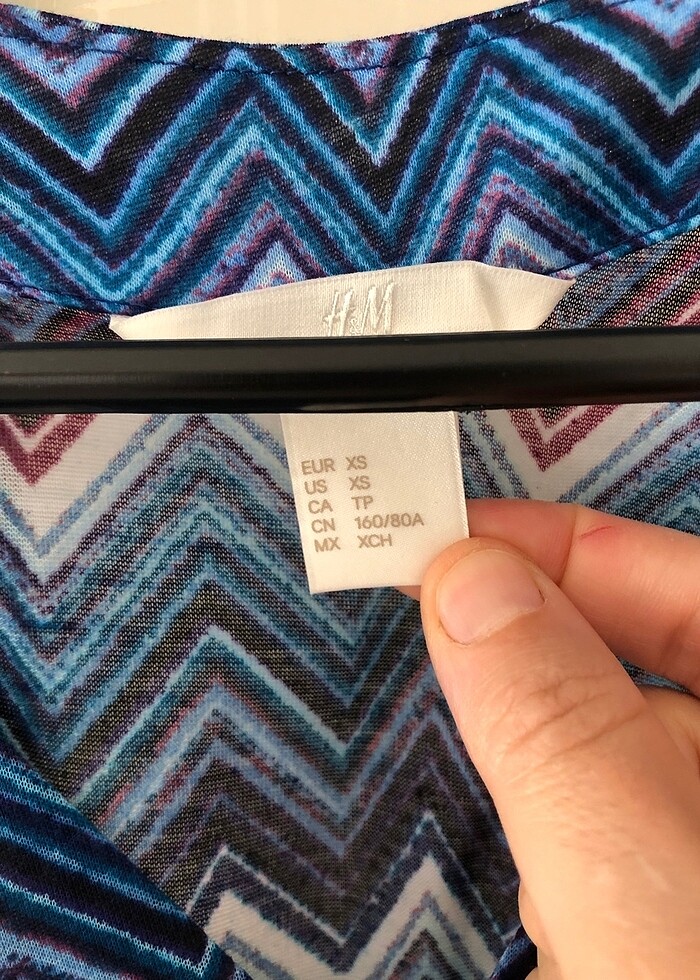 H&M
EUR XS
US XS
CA TP
CN 160/80A
MX XCH